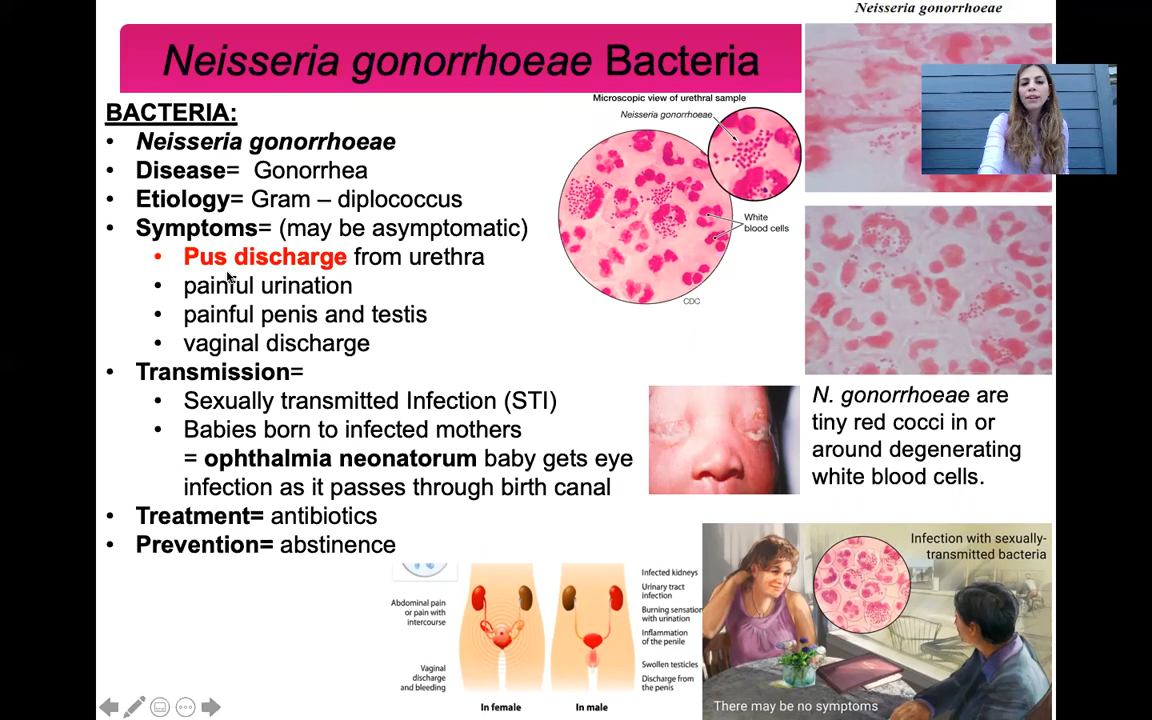 Neisseria gonorrhoeae
Neisseria gonorrhoeae Bacteria
BACTERIA:
• Neisseria gonorrhoeae
• Disease= Gonorrhea
• Etiology= Gram – diplococcus
• Symptoms= (may be asymptomatic)
• Pus discharge from urethra
• painful urination
• painful penis and testis
• vaginal discharge
• Transmission=
• Sexually transmitted Infection (STI)
• Babies born to infected mothers
= ophthalmia neonatorum baby gets eye
infection as it passes through birth canal
• Treatment= antibiotics
• Prevention= abstinence
Microscopic view of urethral sample
Neisseria gonorrhoeae
White
blood cells
CDC
N. gonorrhoeae are
tiny red cocci in or
around degenerating
white blood cells.
Abdominal pain
or pain with
intercourse
Vaginal
discharge
and bleeding
In female
In male
Infected kidneys
Urinary tract
infection
Burning sensation
with urination
Inflammation
of the penile
Swollen testicles
Discharge from
the penis
Infection with sexually-
transmitted bacteria
There may be no symptoms